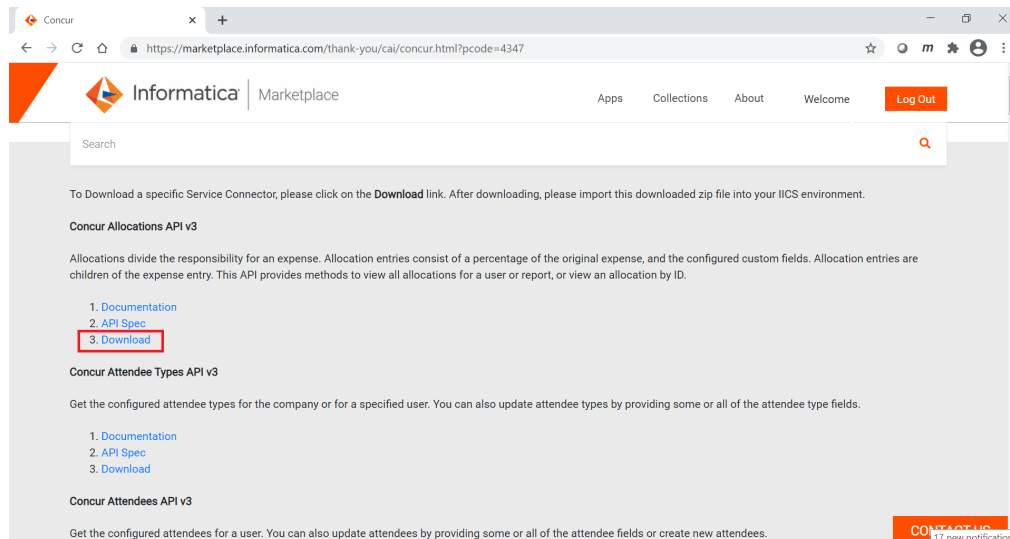 Concur
https://marketplace.informatica.com/thank-you/cai/concur.html?pcode=4347
m
Informatica Marketplace
Apps Collections About Welcome Log Out
Search
To Download a specific Service Connector, please click on the Download link. After downloading, please import this downloaded zip file into your IICS environment.
Concur Allocations API v3
Allocations divide the responsibility for an expense. Allocation entries consist of a percentage of the original expense, and the configured custom fields. Allocation entries are
children of the expense entry. This API provides methods to view all allocations for a user or report, or view an allocation by ID.
1. Documentation
2. API Spec
3. Download
Concur Attendee Types API v3
Get the configured attendee types for the company or for a specified user. You can also update attendee types by providing some or all of the attendee type fields.
1. Documentation
2. API Spec
3. Download
Concur Attendees API v3
Get the configured attendees for a user. You can also update attendees by providing some or all of the attendee fields or create new attendees.
CONTACT US
17 new notification